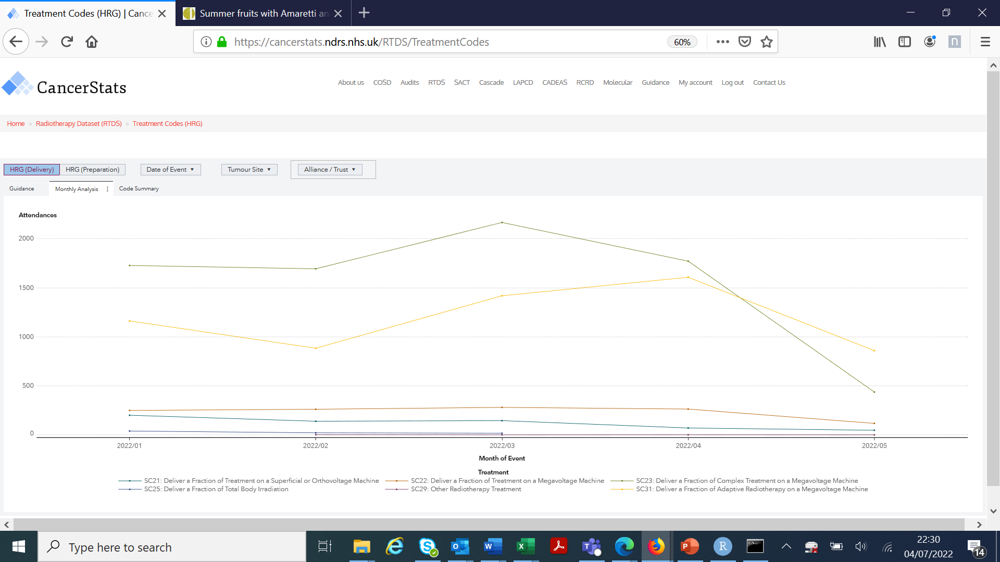 Treatment Codes (HRG) | Cance
Summer fruits with Amaretti an
https://cancerstats.ndrs.nhs.uk/RTDS/TreatmentCodes
60%
n
CancerStats
About us COSD Audits RTDS SACT Cascade LAPCD CADEAS RCRD Molecular Guidance My account Log out Contact Us
Home » Radiotherapy Dataset (RTDS) » Treatment Codes (HRG)
HRG (Delivery) HRG (Preparation) Date of Event Tumour Site Alliance / Trust
Guidance Monthly Analysis Code Summary
Attendances
2000
1500
1000
500
0
2022/01 2022/02 2022/03 2022/04 2022/05
Month of Event
Treatment
SC21: Deliver a Fraction of Treatment on a Superficial or Orthovoltage Machine SC22: Deliver a Fraction of Treatment on a Megavoltage Machine SC23: Deliver a Fraction of Complex Treatment on a Megavoltage Machine
SC25: Deliver a Fraction of Total Body Irradiation SC29: Other Radiotherapy Treatment SC31: Deliver a Fraction of Adaptive Radiotherapy on a Megavoltage Machine
Type here to search
22:30
04/07/2022
14